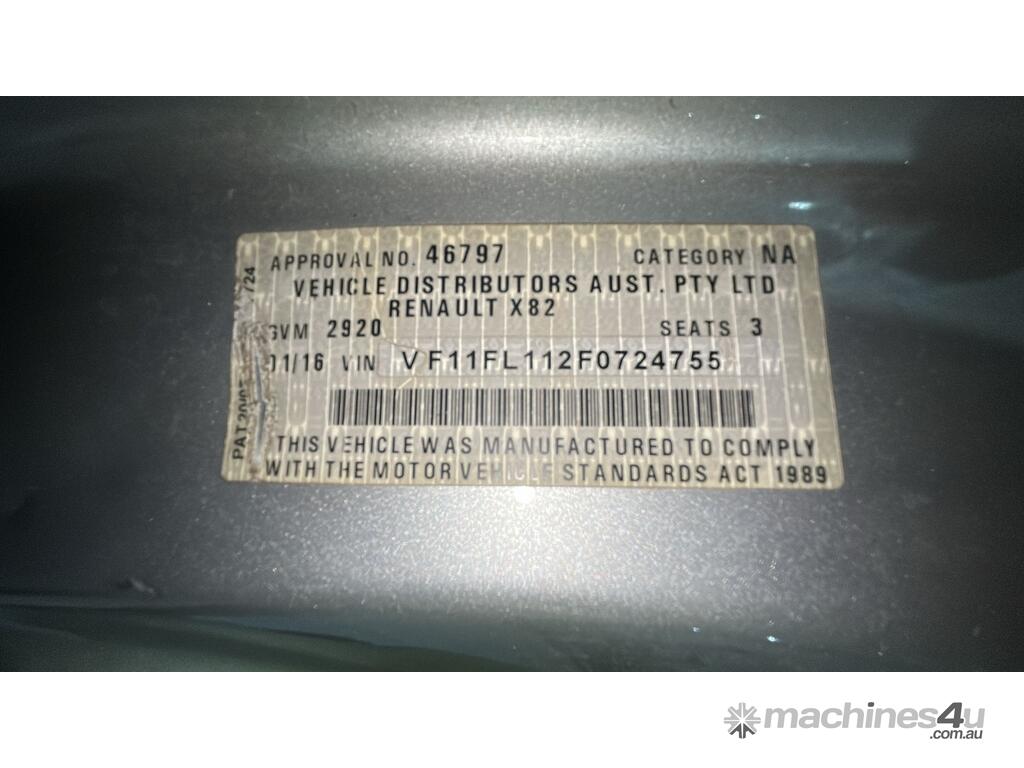 APPROVAL NO. 46797 CATEGORY NA
VEHICLE DISTRIBUTORS AUST. PTY LTD
RENAULT X82
GVM 2920 SEATS 3
01/16 VIN VF11FL112F0724755
THIS VEHICLE WAS MANUFACTURED TO COMPLY
WITH THE MOTOR VEHICLE STANDARDS ACT 1989
PAT
machines4u
.com.au